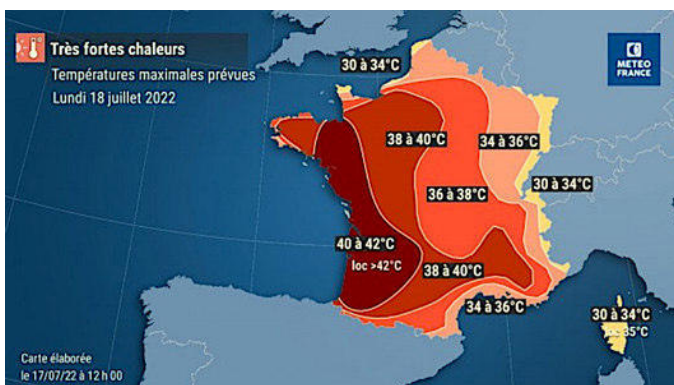 Très fortes chaleurs
Températures maximales prévues
Lundi 18 juillet 2022
METEO
FRANCE
30 à 34°C
38 à 40°C
34 à 36°C
36 à 38°C
30 à 34°C
40 à 42°C
loc >42°C
38 à 40°C
34 à 36°C
30 à 34°C
loc 35°C
Carte élaborée
le 17/07/22 à 12 h 00